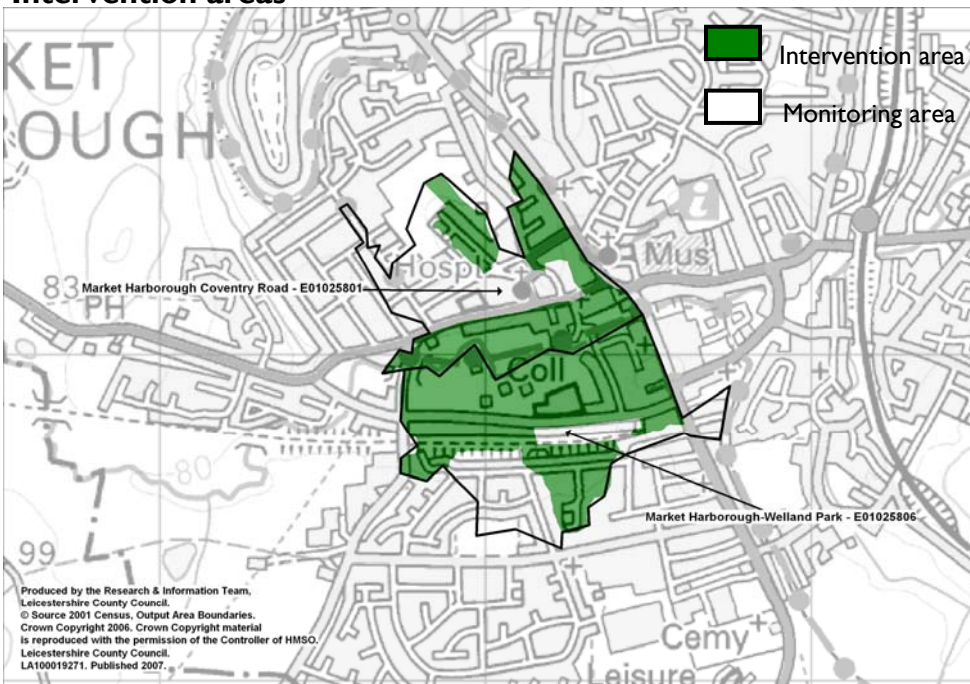 Intervention areas
KET
ROUGH
Intervention area
Monitoring area
i
Mus
Hospl
Market Harborough Coventry Road - E01025801
83
PH
Coll
80
Market Harborough-Welland Park - E01025806
99
Produced by the Research & Information Team,
Leicestershire County Council.
© Source 2001 Census, Output Area Boundaries.
Crown Copyright 2006. Crown Copyright material
is reproduced with the permission of the Controller of HMSO.
Leicestershire County Council.
LA100019271. Published 2007.
Cemy
Leisure